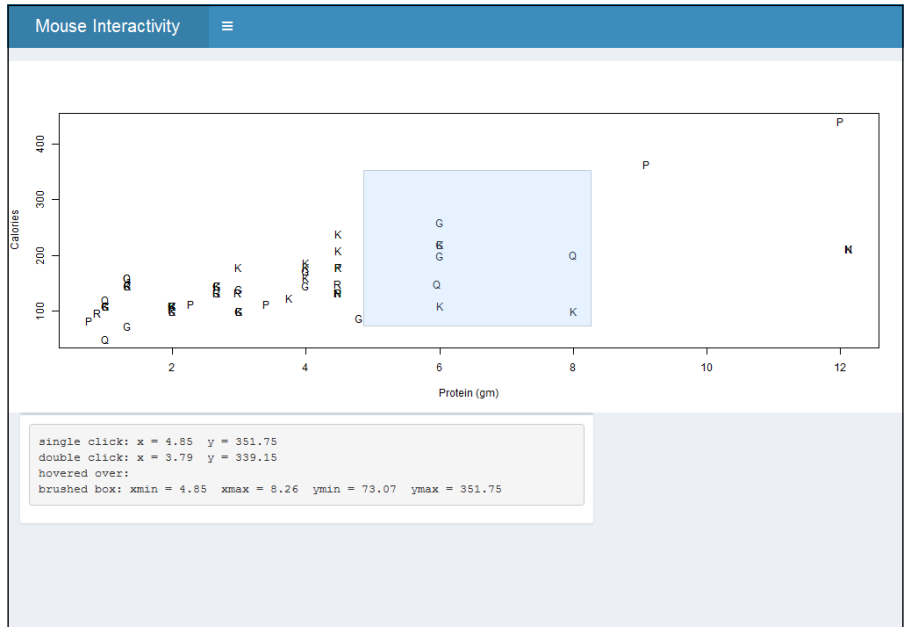 Mouse Interactivity ≡
Calories
400
300
200
100
P
P
K
K
K
K
K
G
G
G
Q
K
Q
K
N
O
O
G
Q
P
R
P
P
K
G
R
R
R
2 4 6 8 10 12
Protein (gm)
single click: x = 4.85 y = 351.75
double click: x = 3.79 y = 339.15
hovered over:
brushed box: xmin = 4.85 xmax = 8.26 ymin = 73.07 ymax = 351.75